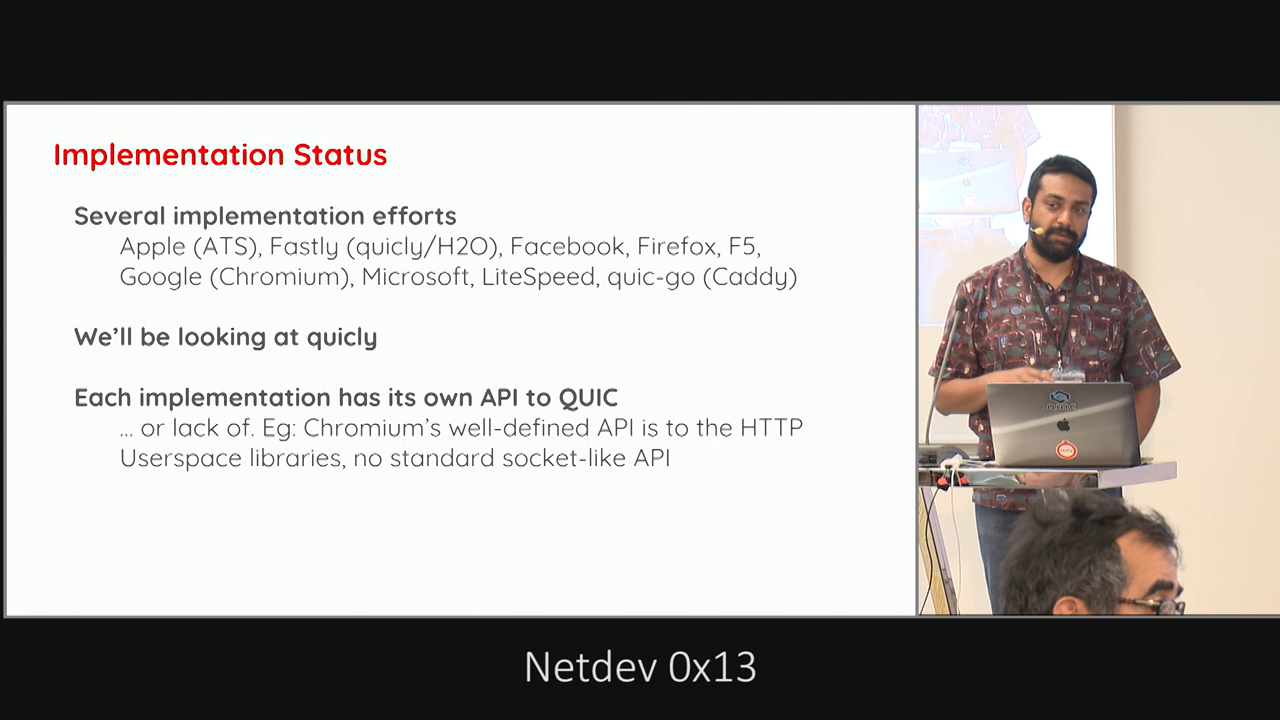 Implementation Status
Several implementation efforts
Apple (ATS), Fastly (quicly/H2O), Facebook, Firefox, F5,
Google (Chromium), Microsoft, LiteSpeed, quic-go (Caddy)
We'll be looking at quicly
Each implementation has its own API to QUIC
... or lack of. Eg: Chromium's well-defined API is to the HTTP
Userspace libraries, no standard socket-like API
QUIC
Netdev 0x13